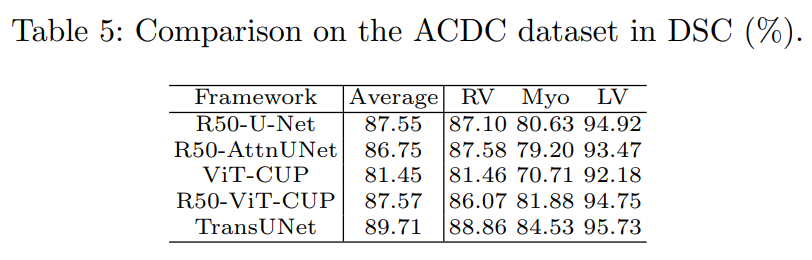 Table 5: Comparison on the ACDC dataset in DSC (%).
Framework Average RV Myo LV
R50-U-Net 87.55 87.10 80.63 94.92
R50-AttnUNet 86.75 87.58 79.20 93.47
ViT-CUP 81.45 81.46 70.71 92.18
R50-ViT-CUP 87.57 86.07 81.88 94.75
TransUNet 89.71 88.86 84.53 95.73